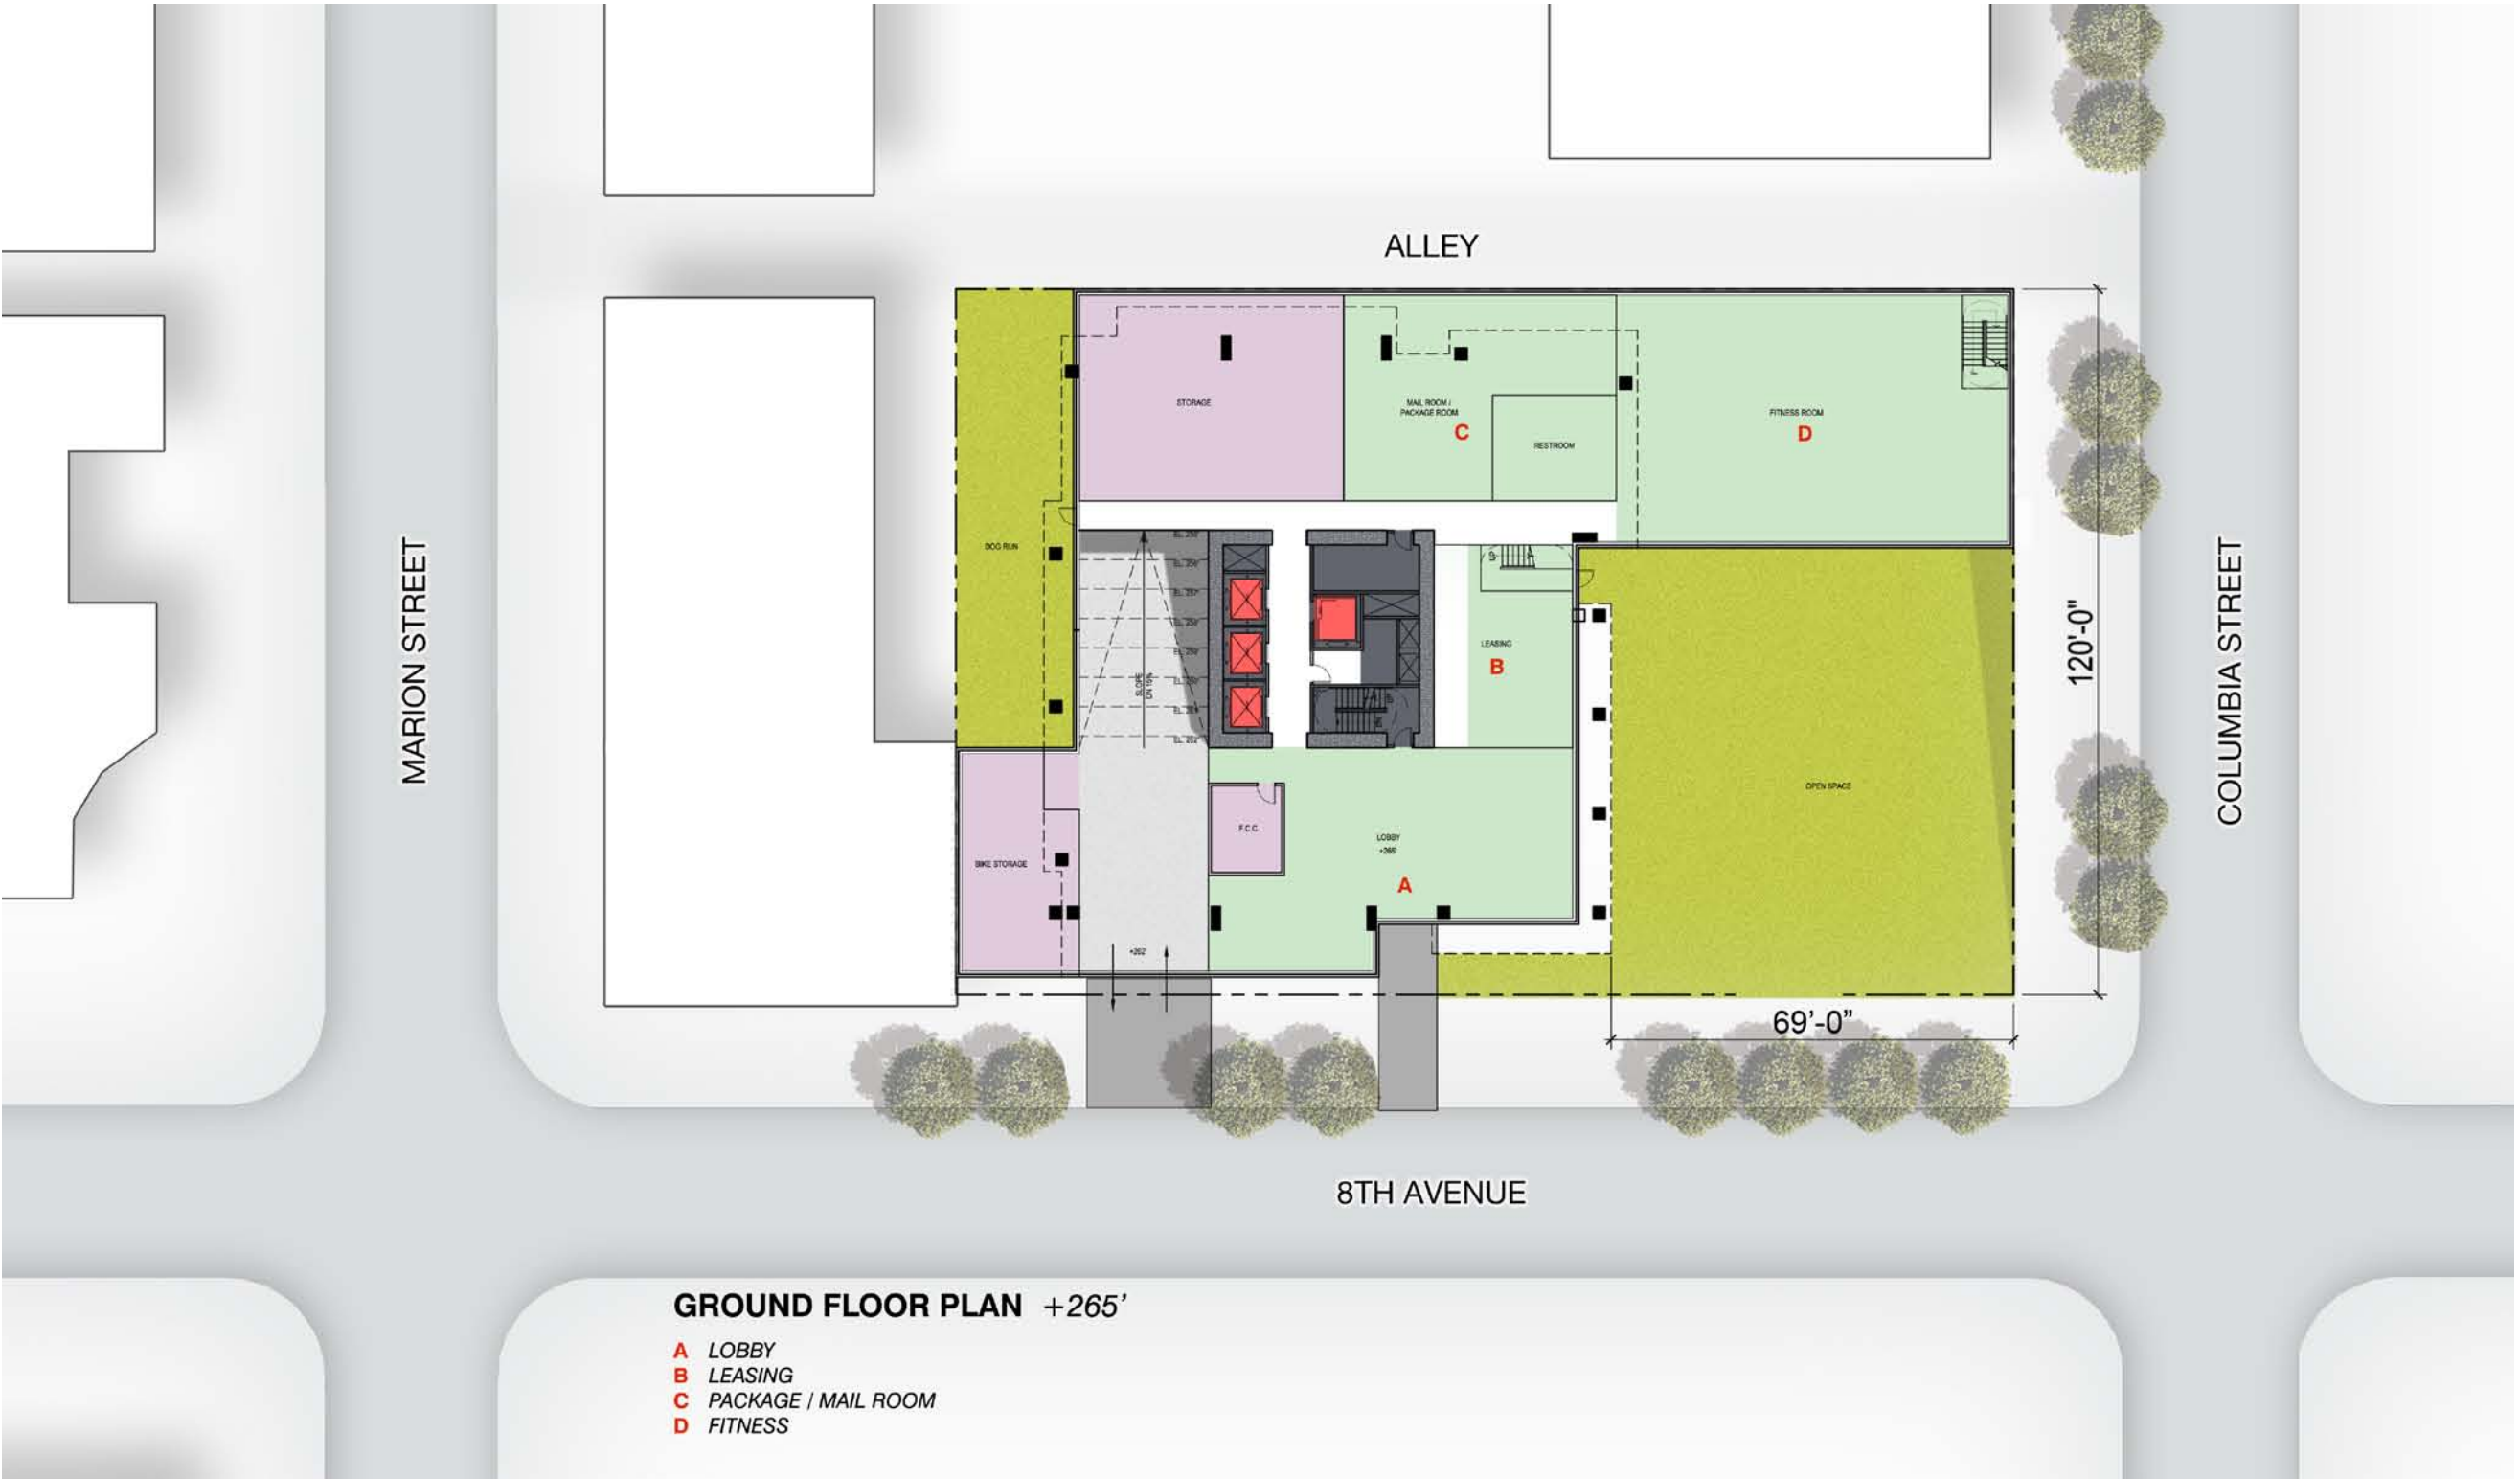 ALLEY
STORAGE
MAIL ROOM /
PACKAGE ROOM
C
RESTROOM
FITNESS ROOM
D
DOG RUN
MARION STREET
COLUMBIA STREET
120'-0"
SLOPE
LEASING
B
OPEN SPACE
F.C.C.
LOBBY
+265'
A
BIKE STORAGE
+262'
69'-0”
8TH AVENUE
GROUND FLOOR PLAN +265'
A LOBBY
B LEASING
C PACKAGE / MAIL ROOM
D FITNESS